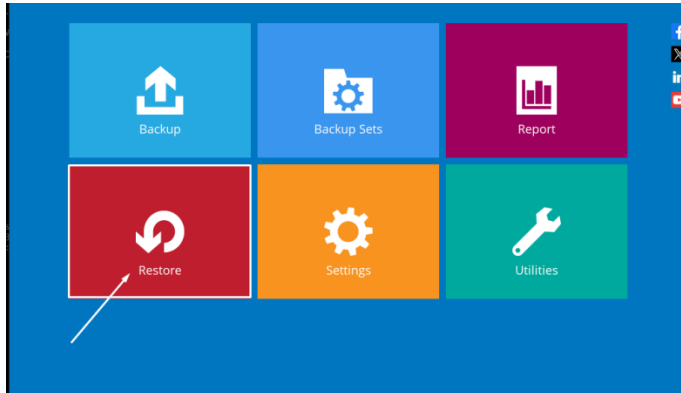 Backup
Backup Sets
Report
Restore
Settings
Utilities